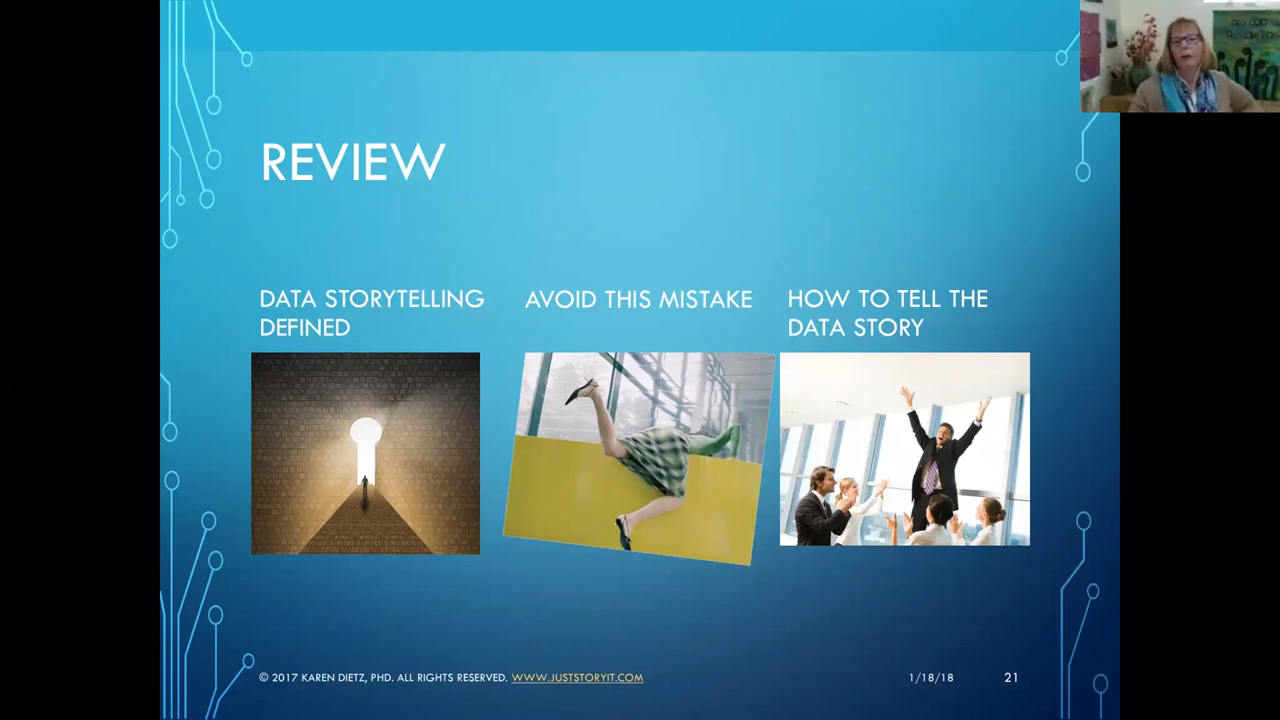 REVIEW
DATA STORYTELLING
DEFINED
AVOID THIS MISTAKE
HOW TO TELL THE
DATA STORY
© 2017 KAREN DIETZ, PHD. ALL RIGHTS RESERVED. WWW.JUSTSTORYIT.COM
1/18/18
21